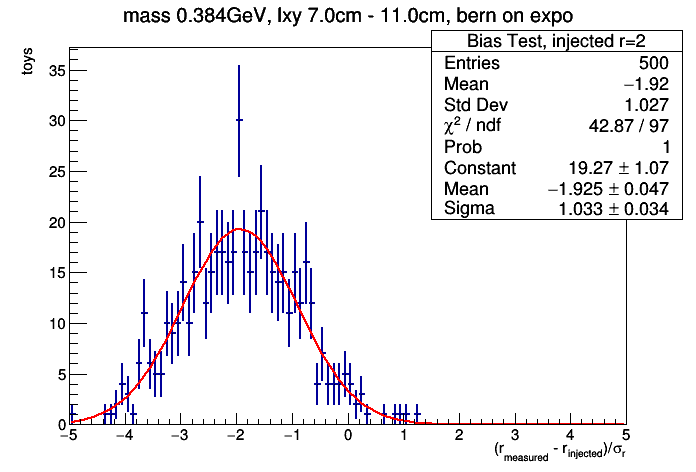 mass 0.384GeV, lxy 7.0cm - 11.0cm, bern on expo
Bias Test, injected r=2
Entries 500
Mean −1.92
Std Dev 1.027
χ² / ndf 42.87 / 97
Prob 1
Constant 19.27 ± 1.07
Mean −1.925 ± 0.047
Sigma 1.033 ± 0.034
toys
35
30
25
20
15
10
5
0
−5 −4 −3 −2 −1 0 1 2 3 4 5
(r_measured - r_injected)/σ_r